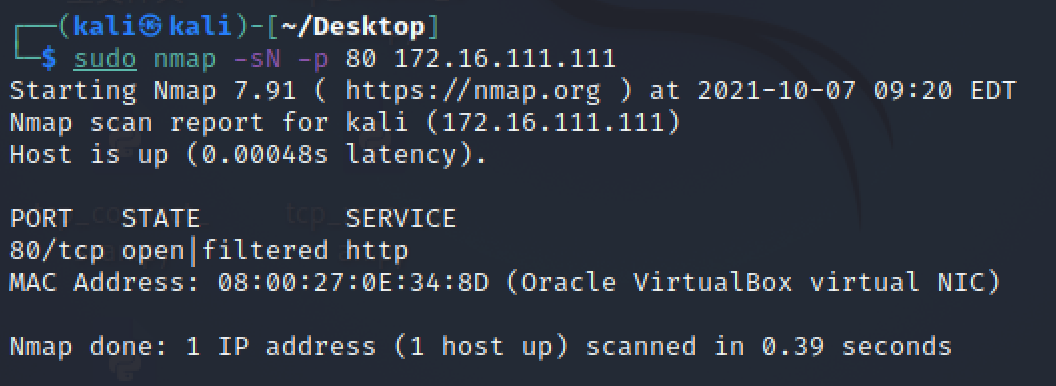 ┌──(kali㉿kali)-[~/Desktop]
└─$ sudo nmap -sN -p 80 172.16.111.111
Starting Nmap 7.91 ( https://nmap.org ) at 2021-10-07 09:20 EDT
Nmap scan report for kali (172.16.111.111)
Host is up (0.00048s latency).
PORT   STATE         SERVICE
80/tcp open|filtered http
MAC Address: 08:00:27:0E:34:8D (Oracle VirtualBox virtual NIC)
Nmap done: 1 IP address (1 host up) scanned in 0.39 seconds